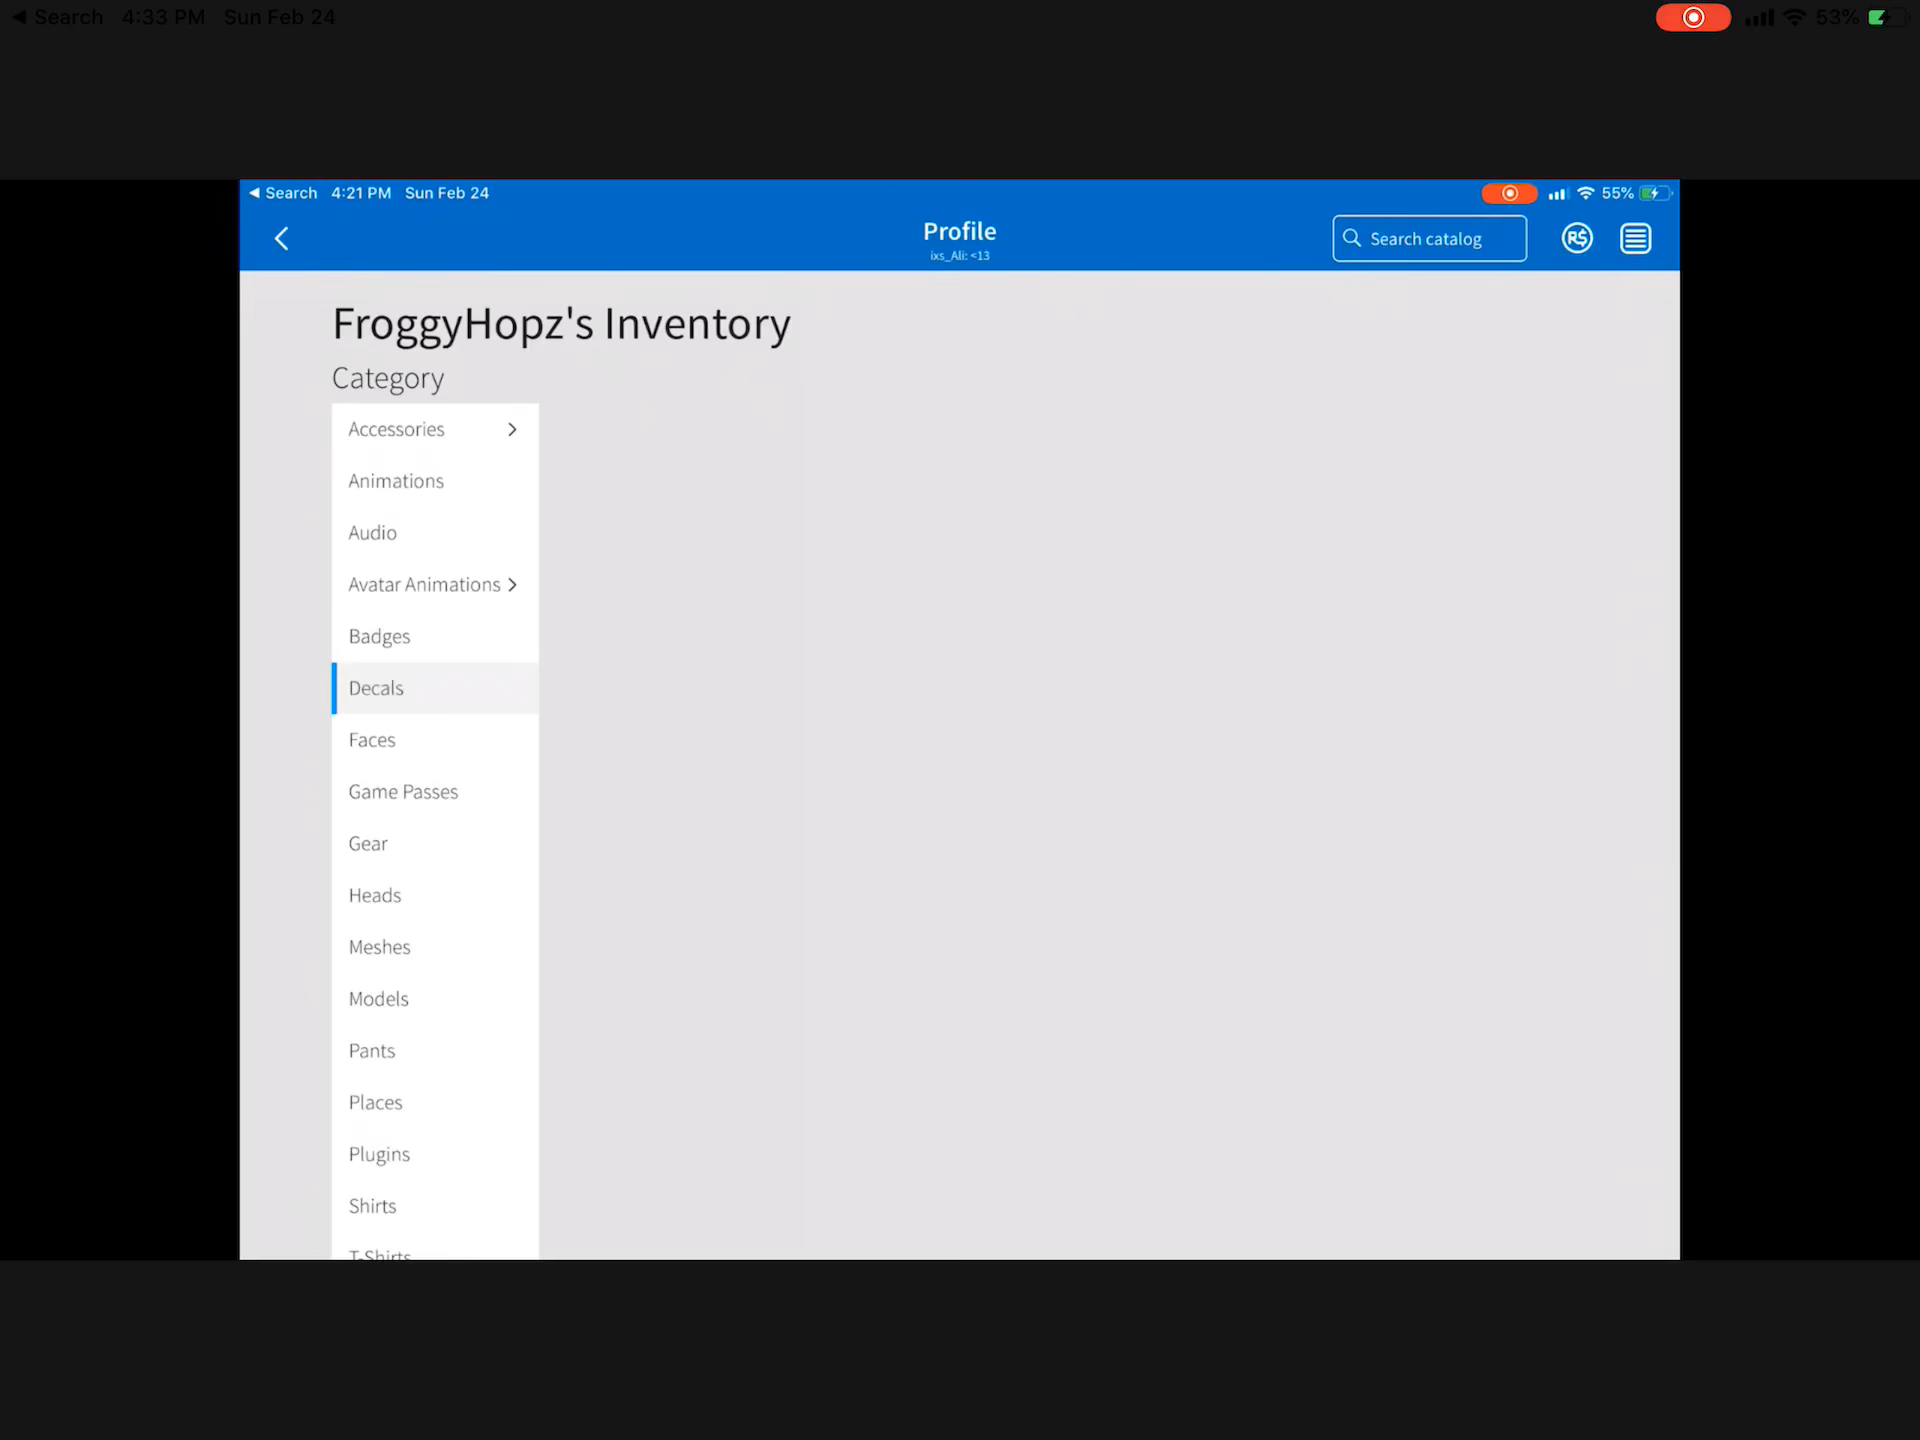 Search 4:33 PM Sun Feb 24 53%
Search 4:21 PM Sun Feb 24 55%
Profile
ixs_Ali: <13
Search catalog
R$
FroggyHopz's Inventory
Category
Accessories
Animations
Audio
Avatar Animations
Badges
Decals
Faces
Game Passes
Gear
Heads
Meshes
Models
Pants
Places
Plugins
Shirts
T-Shirts